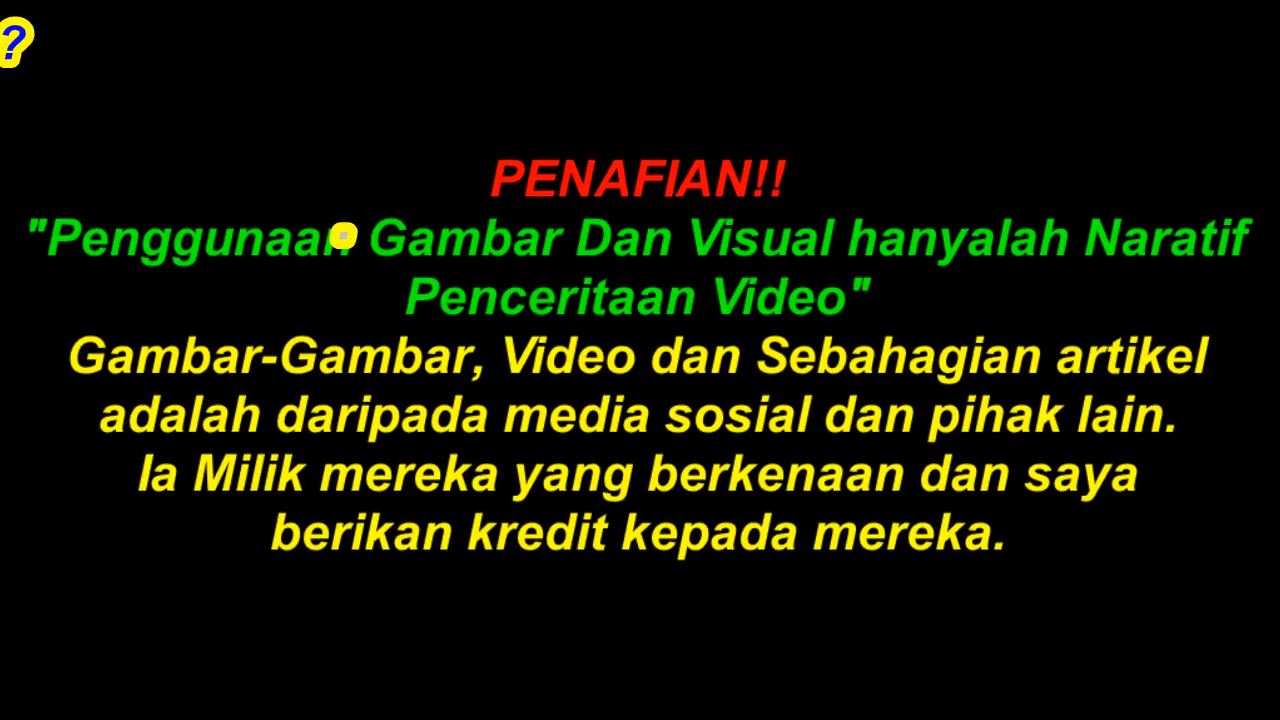 ?
PENAFIAN!!
"Penggunaan Gambar Dan Visual hanyalah Naratif
Penceritaan Video"
Gambar-Gambar, Video dan Sebahagian artikel
adalah daripada media sosial dan pihak lain.
Ia Milik mereka yang berkenaan dan saya
berikan kredit kepada mereka.